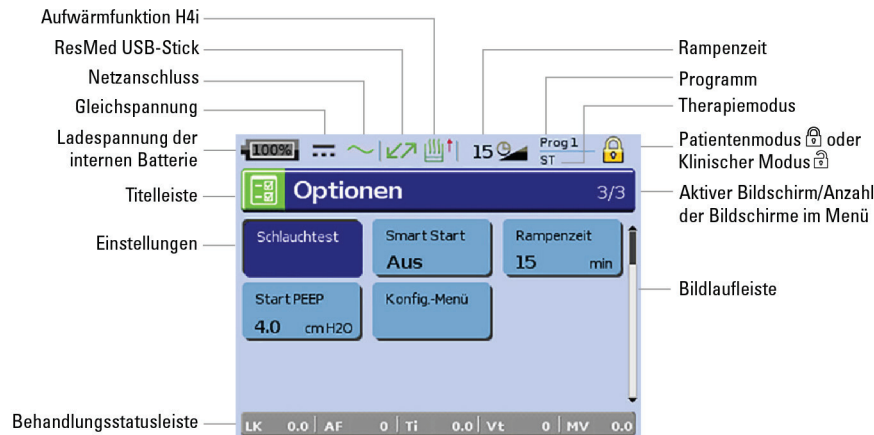 Aufwärmfunktion H4i
ResMed USB-Stick
Netzanschluss
Gleichspannung
Ladespannung der
internen Batterie
Titelleiste
Einstellungen
Behandlungsstatusleiste
100%
15
Prog 1
ST
Optionen
3/3
Schlauchtest
Smart Start
Aus
Rampenzeit
15 min
Start PEEP
4.0 cm H2O
Konfig.-Menü
LK 0.0 AF 0 Ti 0.0 Vt 0 MV 0.0
Rampenzeit
Programm
Therapiemodus
Patientenmodus oder
Klinischer Modus
Aktiver Bildschirm/Anzahl
der Bildschirme im Menü
Bildlaufleiste